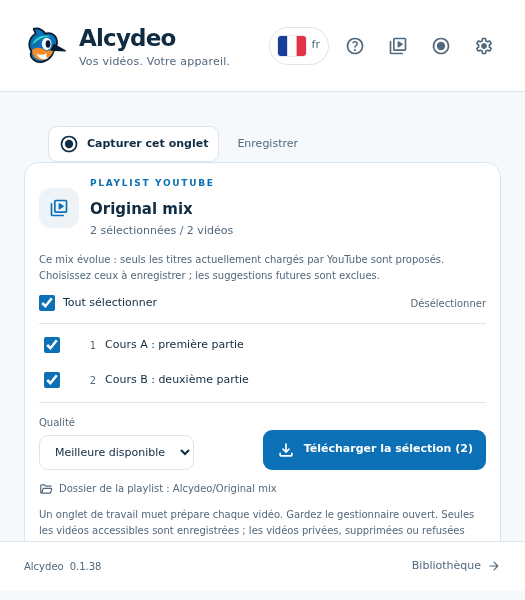 Alcydeo
Vos vidéos. Votre appareil.
fr
Capturer cet onglet
Enregistrer
PLAYLIST YOUTUBE
Original mix
2 sélectionnées / 2 vidéos
Ce mix évolue : seuls les titres actuellement chargés par YouTube sont proposés.
Choisissez ceux à enregistrer ; les suggestions futures sont exclues.
Tout sélectionner
Désélectionner
1 Cours A : première partie
2 Cours B : deuxième partie
Qualité
Meilleure disponible
Télécharger la sélection (2)
Dossier de la playlist : Alcydeo/Original mix
Un onglet de travail muet prépare chaque vidéo. Gardez le gestionnaire ouvert. Seules
les vidéos accessibles sont enregistrées ; les vidéos privées, supprimées ou refusées
Alcydeo 0.1.38
Bibliothèque